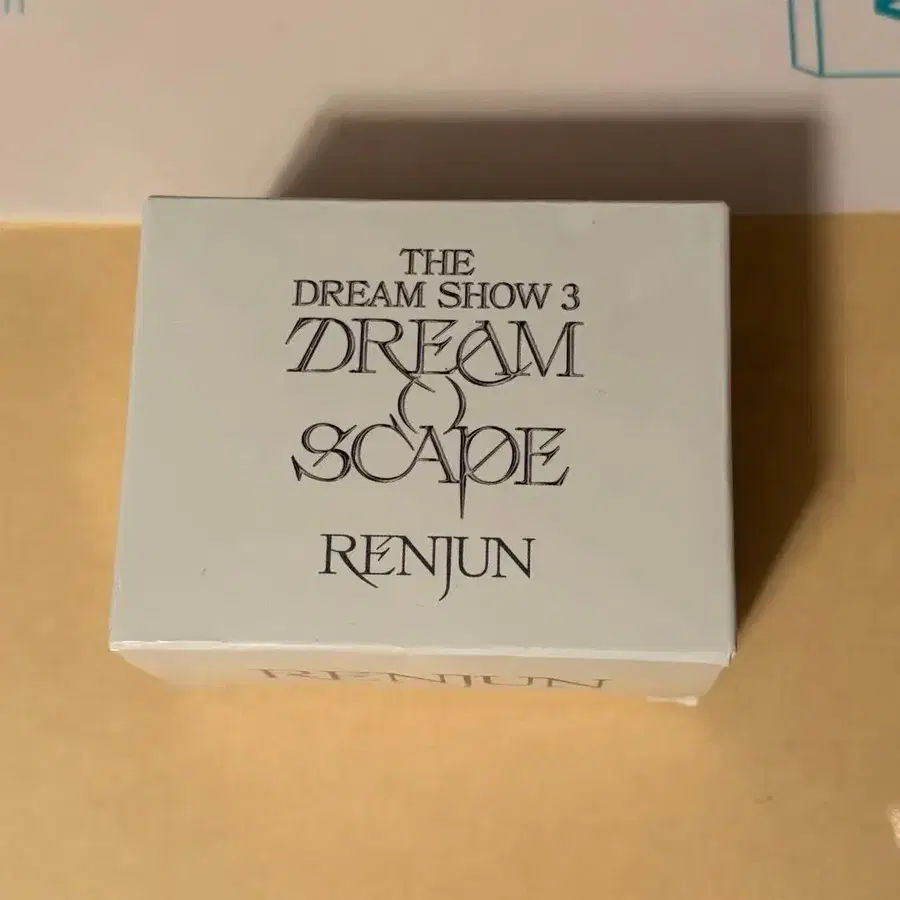 THE
DREAM SHOW 3
DREAM
( )
SCAPE
RENJUN
RENJUN